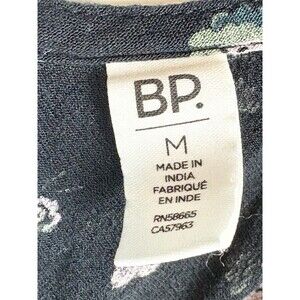 BP.
M
MADE IN
INDIA
FABRIQUÉ
EN INDE
RN58665
CA57963